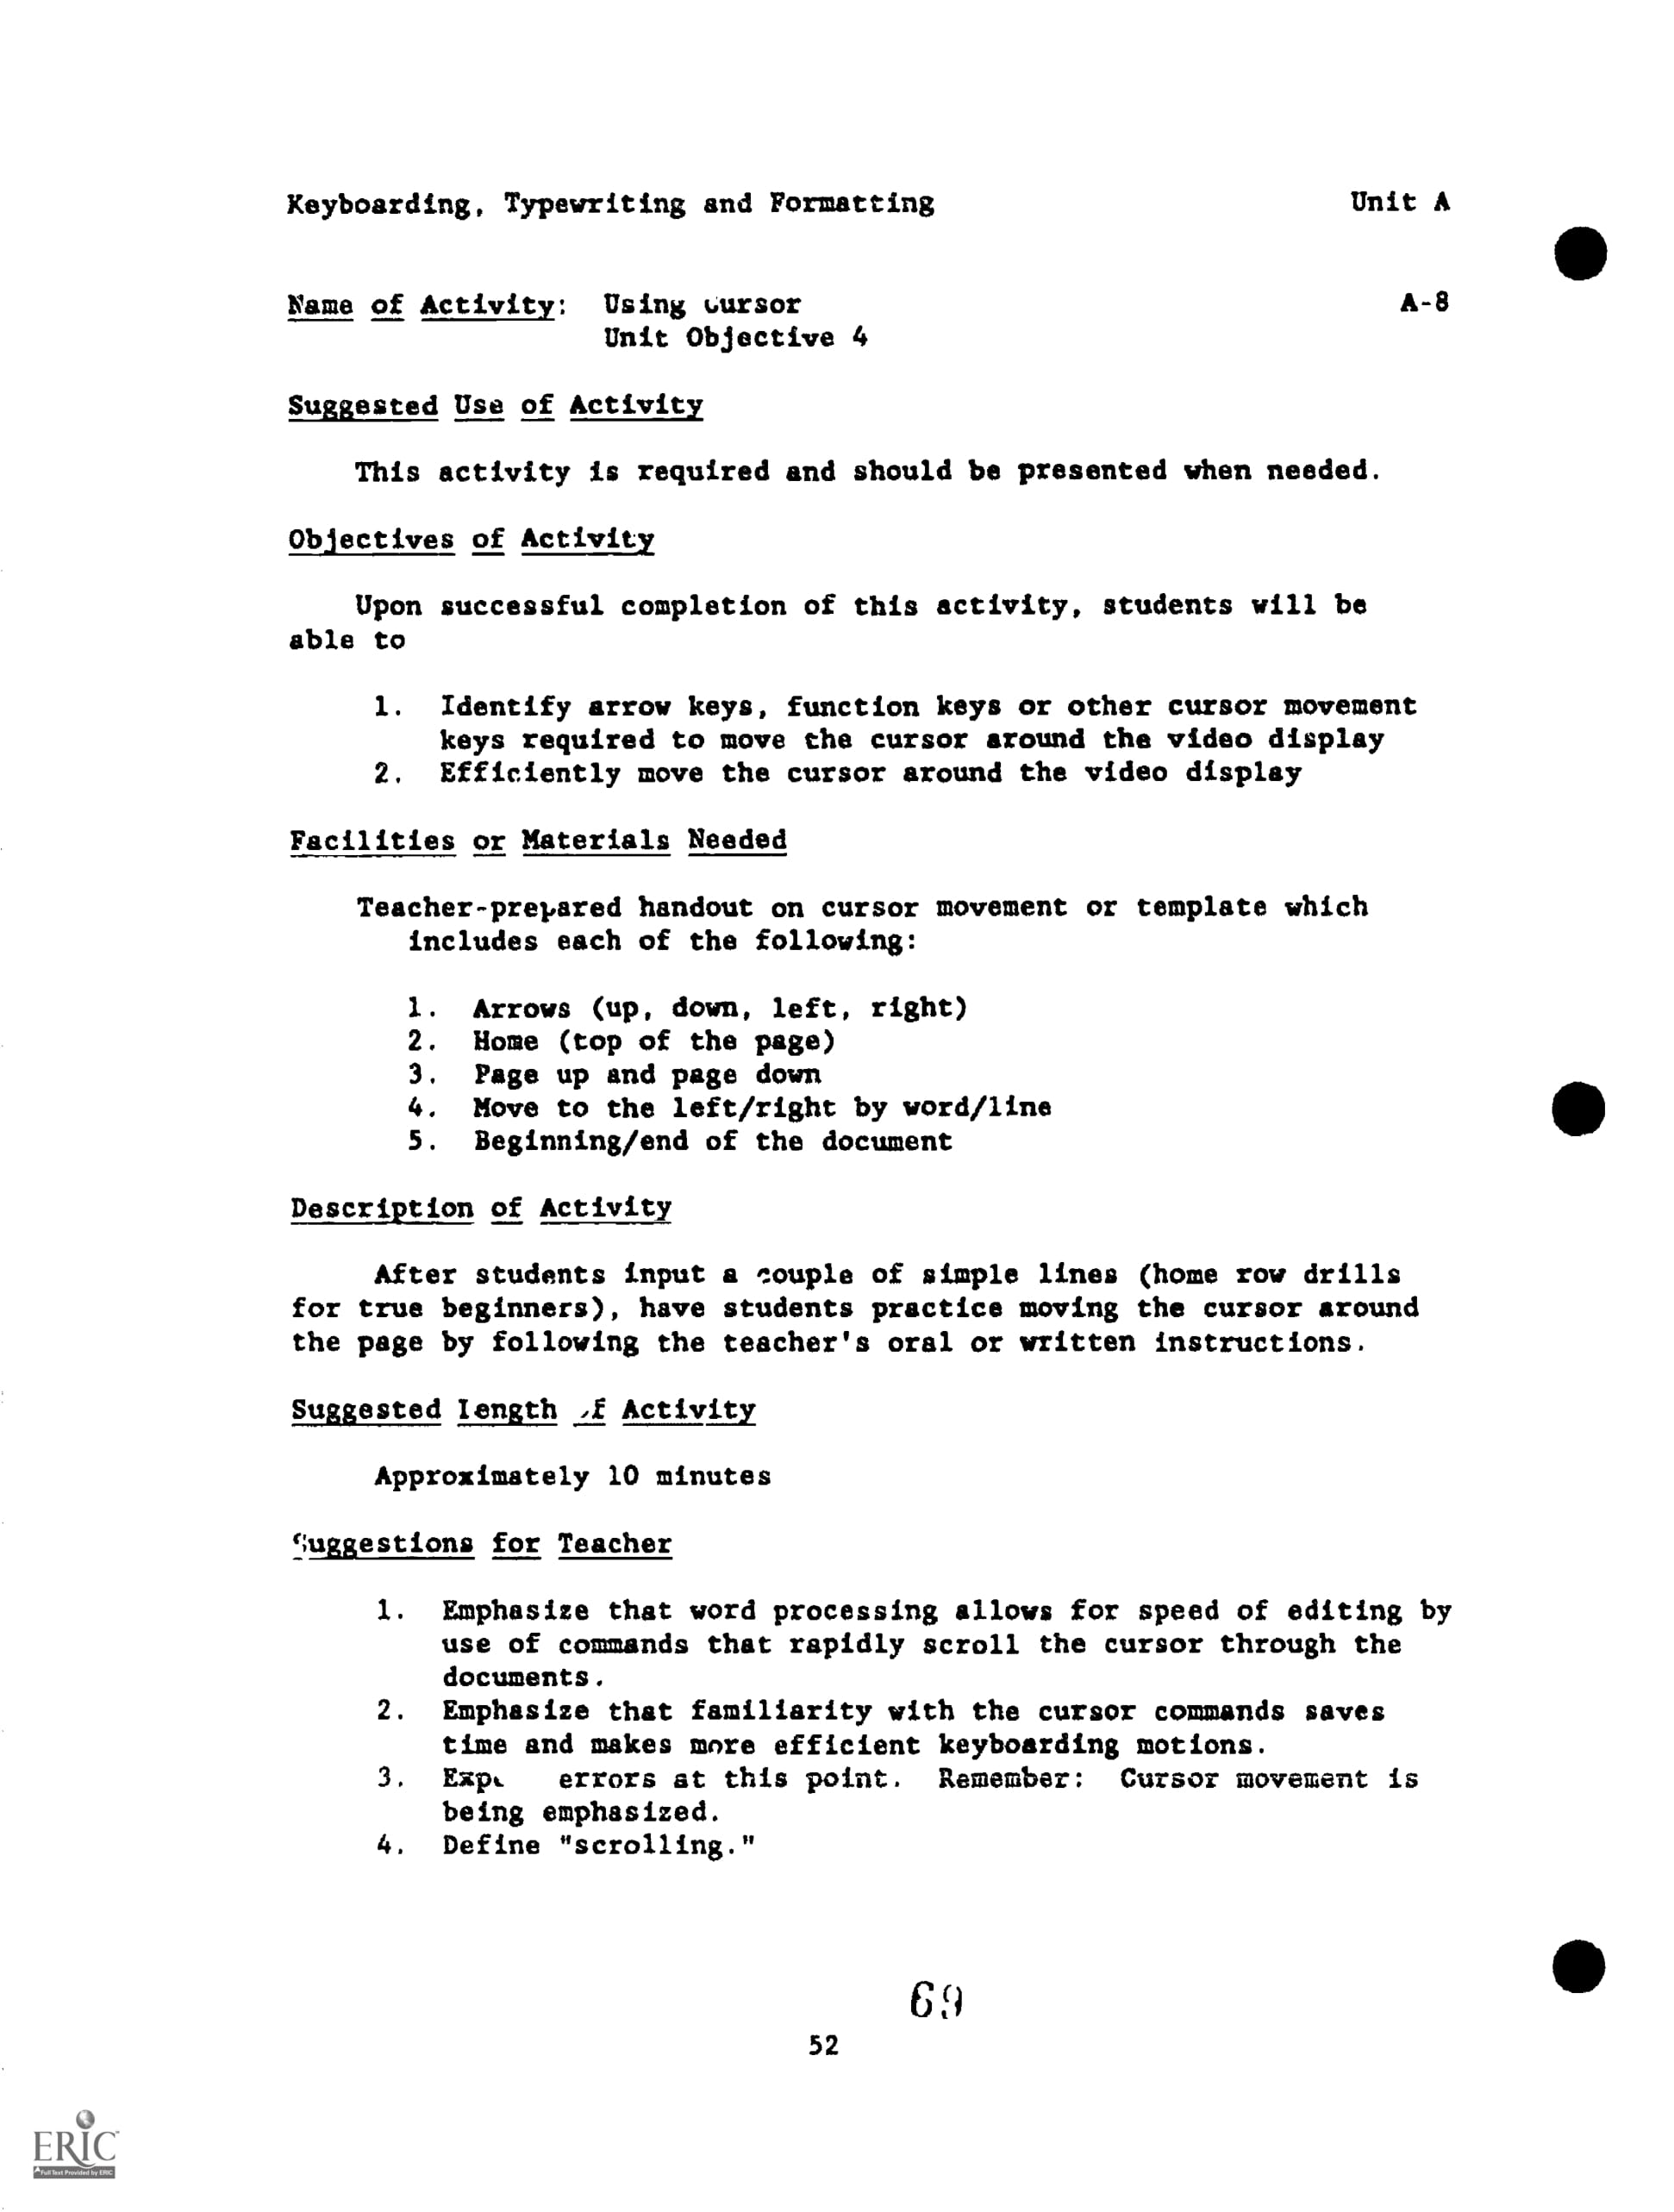 Keyboarding, Typewriting and Formatting Unit A
Name of Activity: Using cursor A-8
Unit Objective 4
Suggested Use of Activity
This activity is required and should be presented when needed.
Objectives of Activity
Upon successful completion of this activity, students will be
able to
1. Identify arrow keys, function keys or other cursor movement
keys required to move the cursor around the video display
2. Efficiently move the cursor around the video display
Facilities or Materials Needed
Teacher-prepared handout on cursor movement or template which
includes each of the following:
1. Arrows (up, down, left, right)
2. Home (top of the page)
3. Page up and page down
4. Move to the left/right by word/line
5. Beginning/end of the document
Description of Activity
After students input a couple of simple lines (home row drills
for true beginners), have students practice moving the cursor around
the page by following the teacher's oral or written instructions.
Suggested Length of Activity
Approximately 10 minutes
Suggestions for Teacher
1. Emphasize that word processing allows for speed of editing by
use of commands that rapidly scroll the cursor through the
documents.
2. Emphasize that familiarity with the cursor commands saves
time and makes more efficient keyboarding motions.
3. errors at this point. Remember: Cursor movement is
being emphasized.
4. Define "scrolling."
69
52
ERIC
Full Text Provided by ERIC